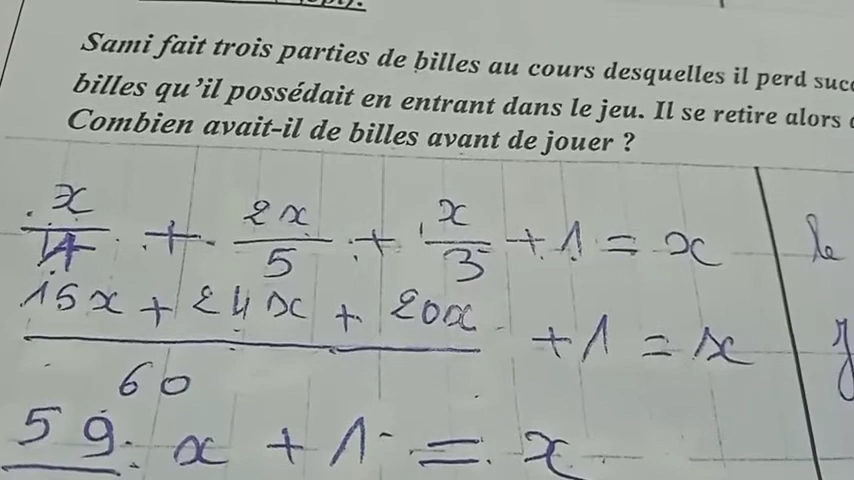 Sami fait trois parties de billes au cours desquelles il perd
billes qu'il possédait en entrant dans le jeu. Il se retire alors
Combien avait-il de billes avant de jouer ?
x/4 + 2x/5 + x/3 + 1 = x
15x + 24x + 20x / 60 + 1 = x
59 x + 1 = x